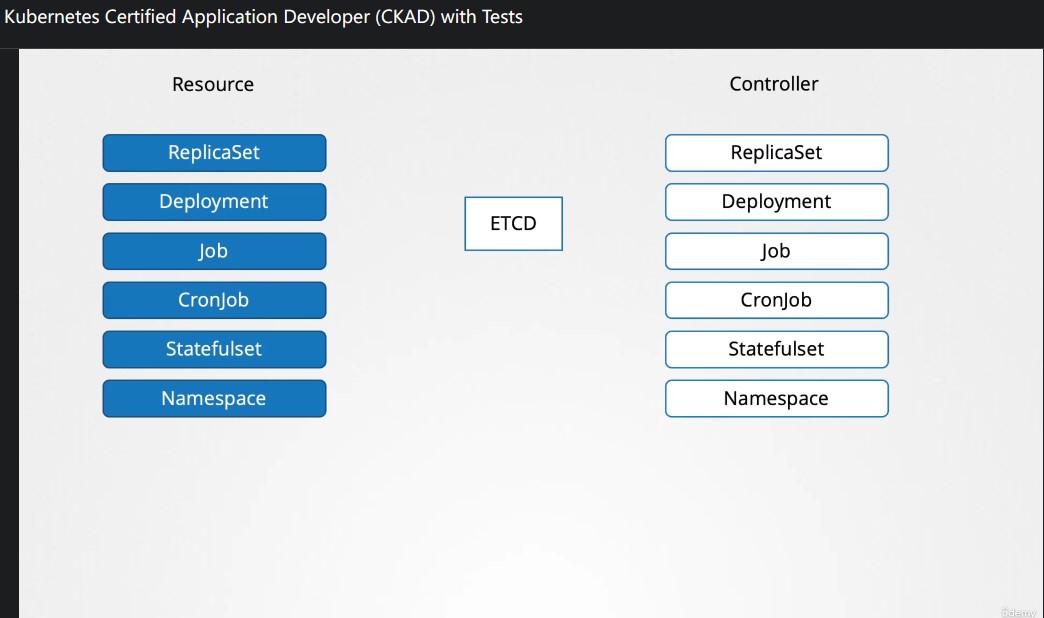 Kubernetes Certified Application Developer (CKAD) with Tests
Resource
Controller
ReplicaSet
ReplicaSet
Deployment
Deployment
ETCD
Job
Job
CronJob
CronJob
Statefulset
Statefulset
Namespace
Namespace
ûdemy